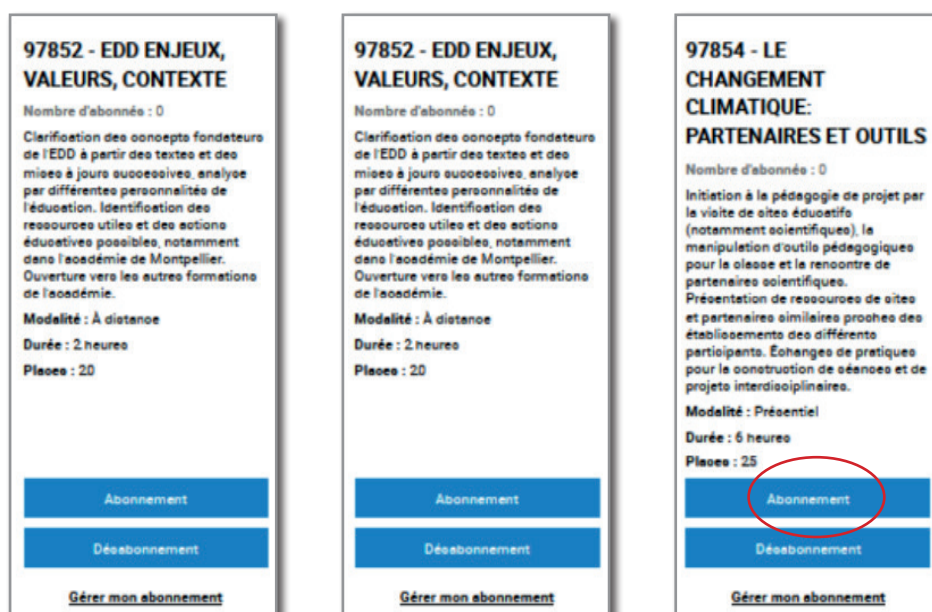 97852 - EDD ENJEUX,
VALEURS, CONTEXTE
Nombre d'abonnés : 0
Clarification des concepts fondateurs
de l'EDD à partir des textes et des
mises à jours successives, analyse
par différentes personnalités de
l'éducation. Identification des
ressources utiles et des actions
éducatives possibles, notamment
dans l'académie de Montpellier.
Ouverture vers les autres formations
de l'académie.
Modalité : À distance
Durée : 2 heures
Places : 20
Abonnement
Désabonnement
Gérer mon abonnement
97852 - EDD ENJEUX,
VALEURS, CONTEXTE
Nombre d'abonnés : 0
Clarification des concepts fondateurs
de l'EDD à partir des textes et des
mises à jours successives, analyse
par différentes personnalités de
l'éducation. Identification des
ressources utiles et des actions
éducatives possibles, notamment
dans l'académie de Montpellier.
Ouverture vers les autres formations
de l'académie.
Modalité : À distance
Durée : 2 heures
Places : 20
Abonnement
Désabonnement
Gérer mon abonnement
97854 - LE
CHANGEMENT
CLIMATIQUE:
PARTENAIRES ET OUTILS
Nombre d'abonné : 0
Initiation à la pédagogie de projet par
la visite de sites éducatifs
(notamment scientifiques), la
manipulation d'outils pédagogiques
pour la classe et la rencontre de
partenaires scientifiques.
Présentation de ressources de sites
et partenaires similaires proches des
établissements des différents
participants. Échanges de pratiques
pour la construction de séances et de
projets interdisciplinaires.
Modalité : Présentiel
Durée : 6 heures
Places : 25
Abonnement
Désabonnement
Gérer mon abonnement